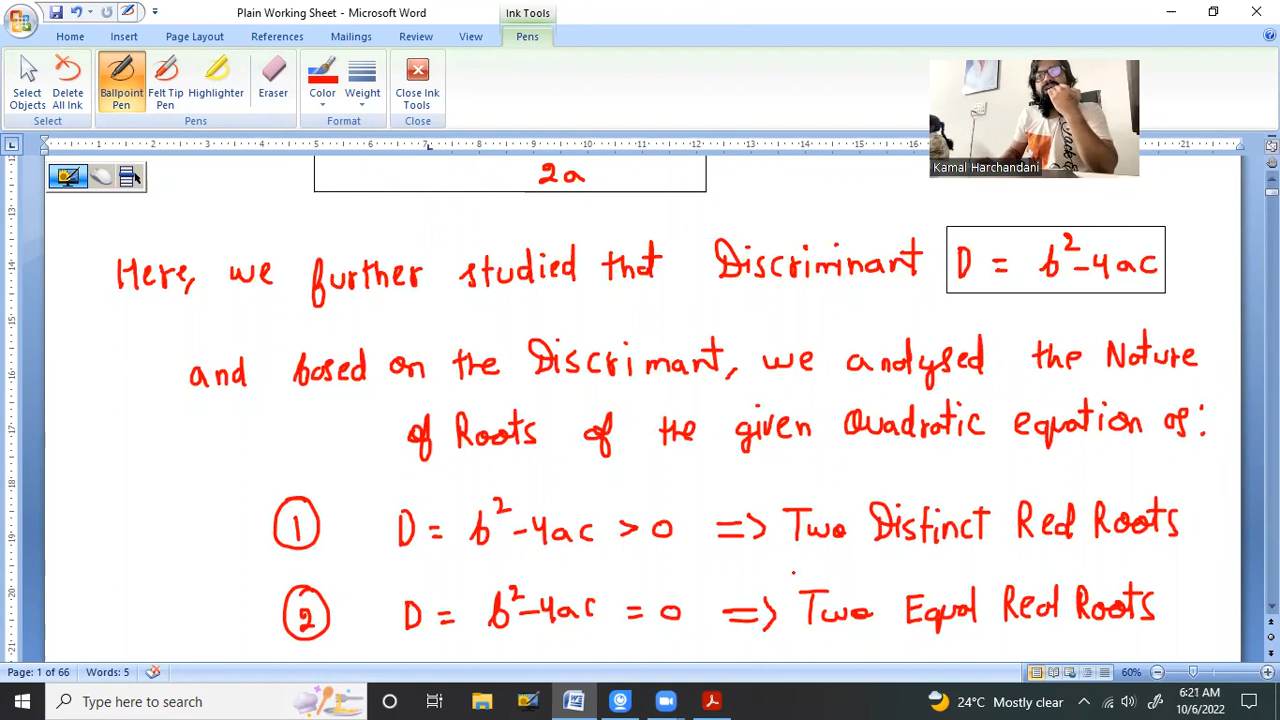 Plain Working Sheet - Microsoft Word
Ink Tools
Home Insert Page Layout References Mailings Review View Pens
Select Objects
Delete All Ink
Ballpoint Pen
Felt Tip Pen
Highlighter
Eraser
Color
Weight
Close Ink Tools
Select Pens Format Close
Kamal Harchandani
2a
Here, we further studied that Discriminant D = b²-4ac
and based on the Discrimant, we analysed the Nature
of Roots of the given Quadratic equation as:
1 D = b²-4ac > 0 => Two Distinct Real Roots
2 D = b²-4ac = 0 => Two Equal Real Roots
Page: 1 of 66 Words: 5 60%
Type here to search 24°C Mostly clear 6:21 AM
10/6/2022